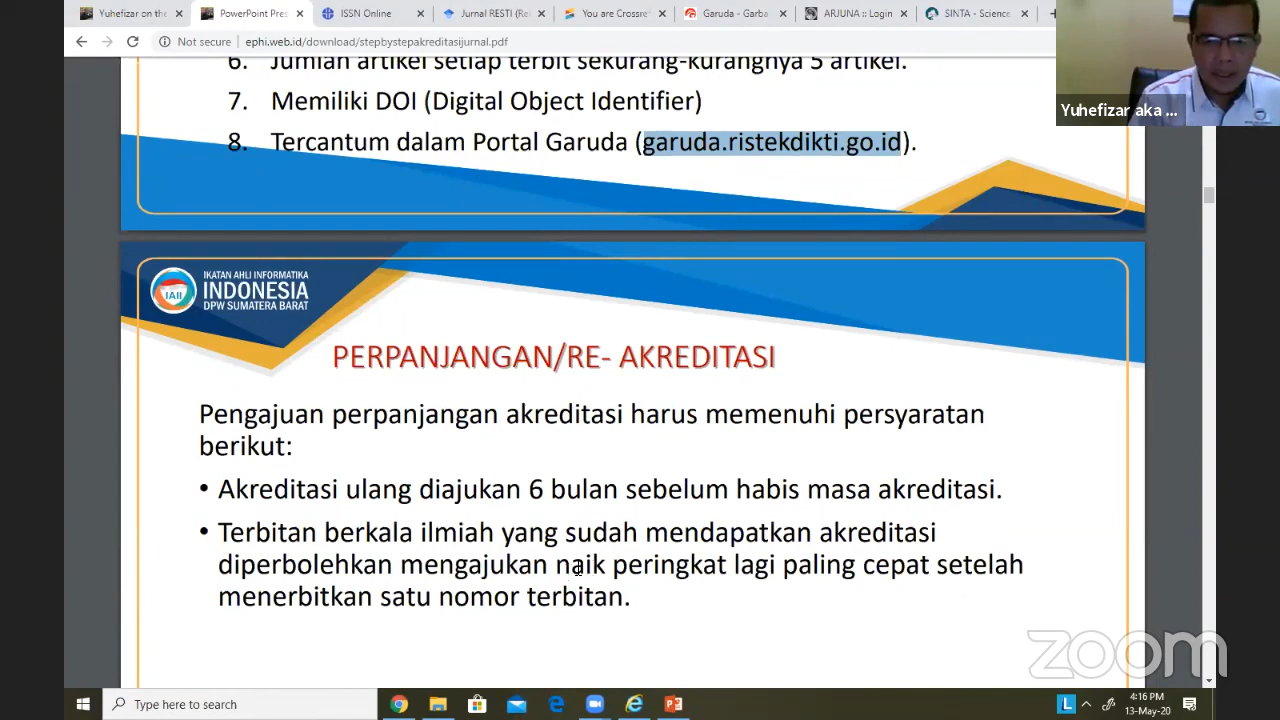 Yuhefizar on the
PowerPoint Pres
ISSN Online
Jurnal RESTI (Re
You are Crossre
Garuda - Garba
ARJUNA :: Login
SINTA - Science
Not secure | ephi.web.id/download/stepbystepakreditasijurnal.pdf
Yuhefizar aka ...
6. Jumlah artikel setiap terbit sekurang-kurangnya 5 artikel.
7. Memiliki DOI (Digital Object Identifier)
8. Tercantum dalam Portal Garuda (garuda.ristekdikti.go.id).
IAII
IKATAN AHLI INFORMATIKA
INDONESIA
DPW SUMATERA BARAT
PERPANJANGAN/RE- AKREDITASI
Pengajuan perpanjangan akreditasi harus memenuhi persyaratan
berikut:
• Akreditasi ulang diajukan 6 bulan sebelum habis masa akreditasi.
• Terbitan berkala ilmiah yang sudah mendapatkan akreditasi
diperbolehkan mengajukan naik peringkat lagi paling cepat setelah
menerbitkan satu nomor terbitan.
zoom
Type here to search
L
4:16 PM
13-May-20